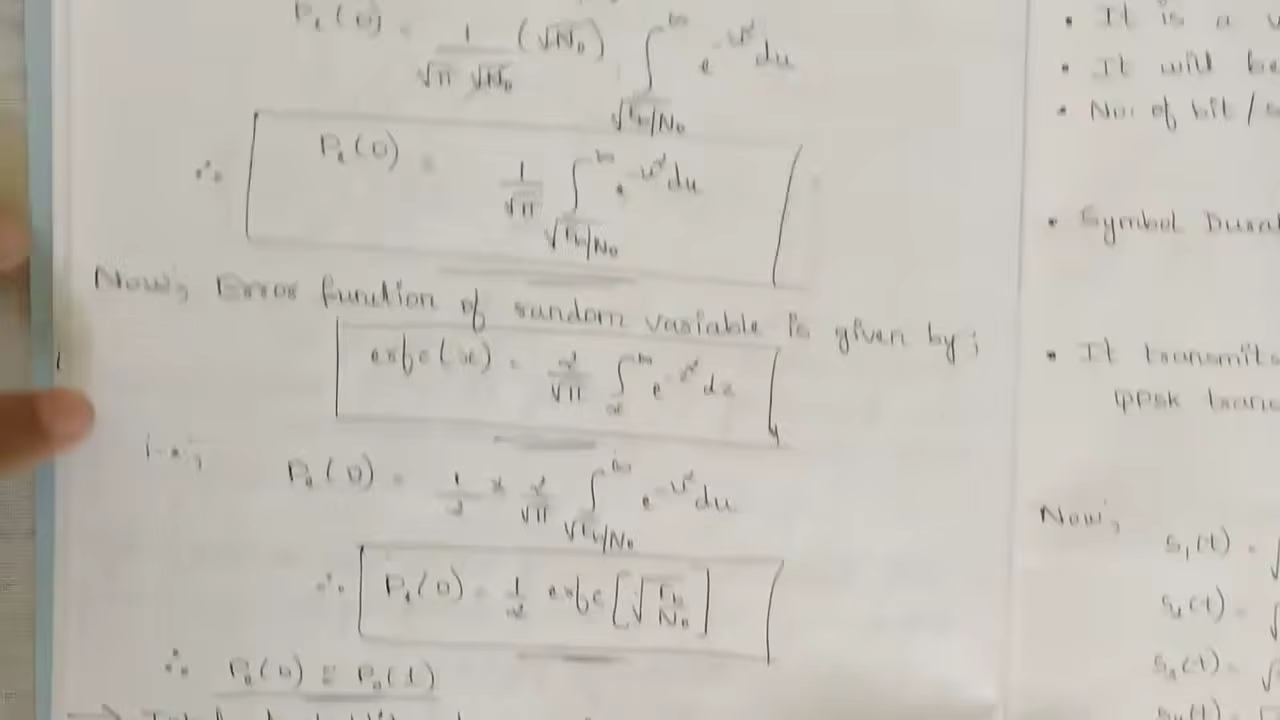 Pe(0) = 1/(√π √N₀) (√N₀) ∫_{√Eb/N₀}^{∞} e^{-u²} du
∴ Pe(0) = 1/√π ∫_{√Eb/N₀}^{∞} e^{-u²} du
Now, Error function of random variable is given by;
erfc(x) = 2/√π ∫_{x}^{∞} e^{-z²} dz
i.e.,
Pe(0) = 1/2 × 2/√π ∫_{√Eb/N₀}^{∞} e^{-u²} du
∴ Pe(0) = 1/2 erfc[√(Eb/N₀)]
∴ Pe(0) = Pe(1)
• It is a
• It will be
• No: of bit /
• Symbol Dura
• It transmit
QPSK trans
Now,
S₁(t) = √
S₂(t) = √
S₃(t) = √
S₄(t) =